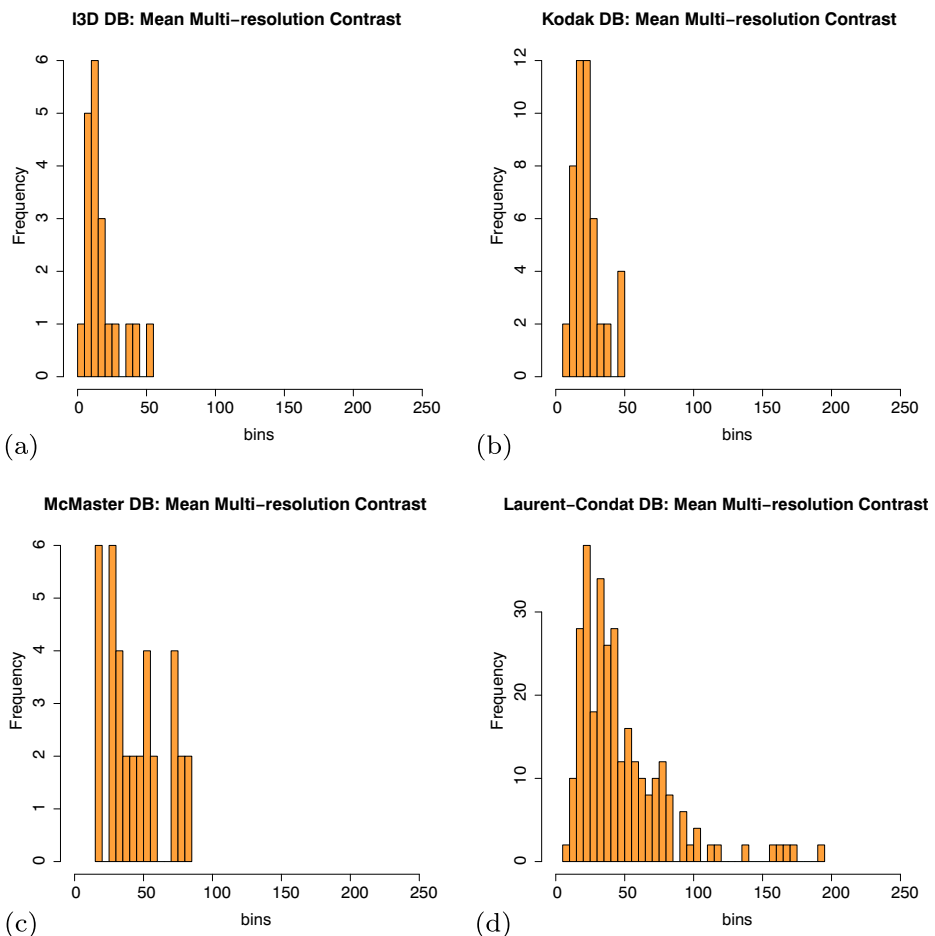 I3D DB: Mean Multi−resolution Contrast
Frequency
0 1 2 3 4 5 6
0 50 100 150 200 250
bins
(a)
Kodak DB: Mean Multi−resolution Contrast
Frequency
0 2 4 6 8 10 12
0 50 100 150 200 250
bins
(b)
McMaster DB: Mean Multi−resolution Contrast
Frequency
0 1 2 3 4 5 6
0 50 100 150 200 250
bins
(c)
Laurent−Condat DB: Mean Multi−resolution Contrast
Frequency
0 10 20 30
0 50 100 150 200 250
bins
(d)